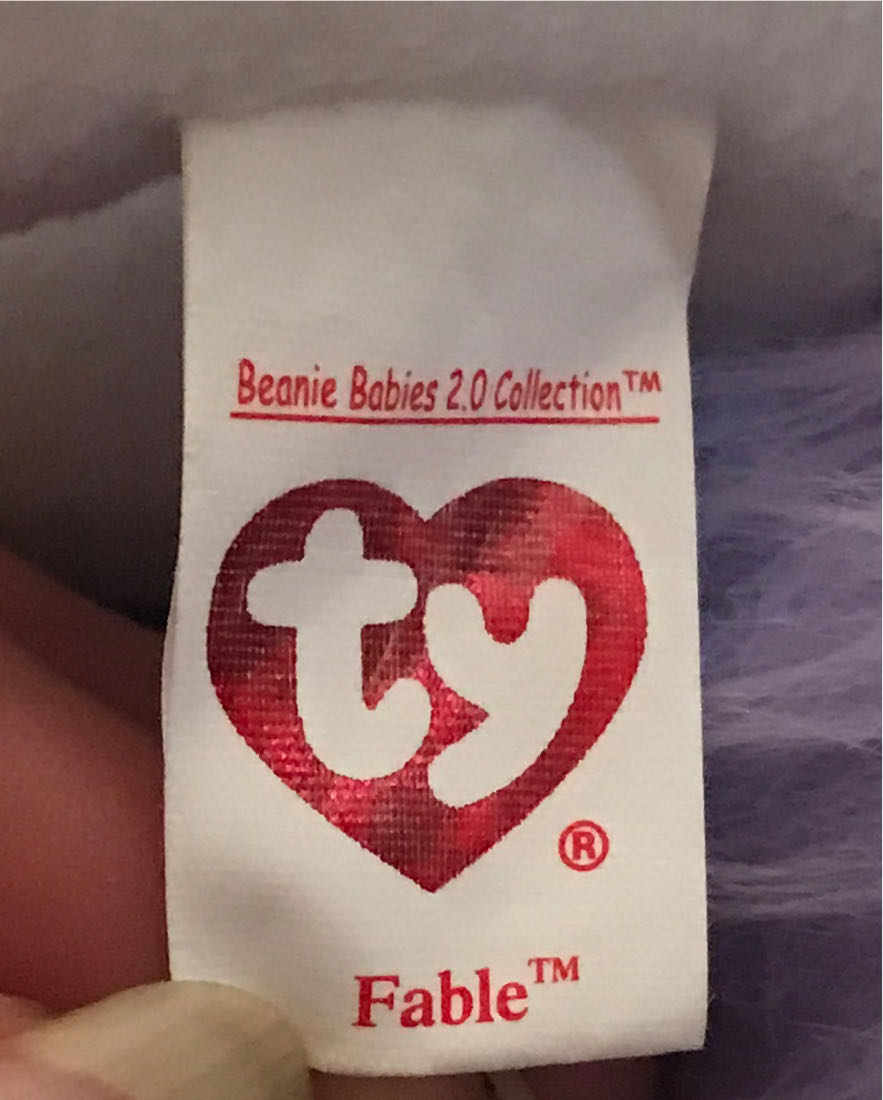 Beanie Babies 2.0 Collection™
ty
®
Fable™